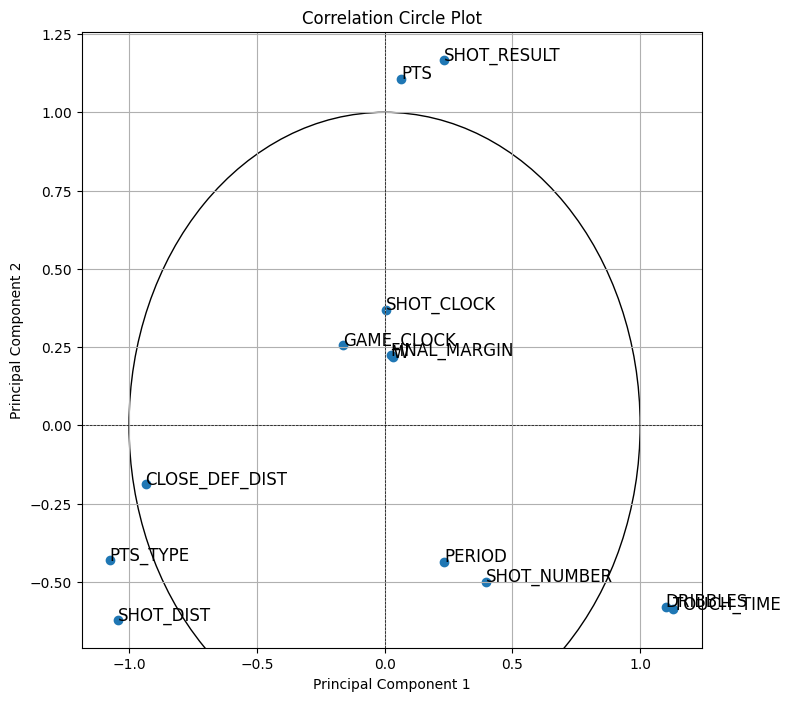 Correlation Circle Plot
1.25
1.00
0.75
0.50
0.25
0.00
−0.25
−0.50
Principal Component 2
SHOT_RESULT
PTS
SHOT_CLOCK
GAME_CLOCK
FINAL_MARGIN
W
CLOSE_DEF_DIST
PTS_TYPE
PERIOD
SHOT_NUMBER
SHOT_DIST
DRIBBLES
TOUCH_TIME
−1.0
−0.5
0.0
0.5
1.0
Principal Component 1